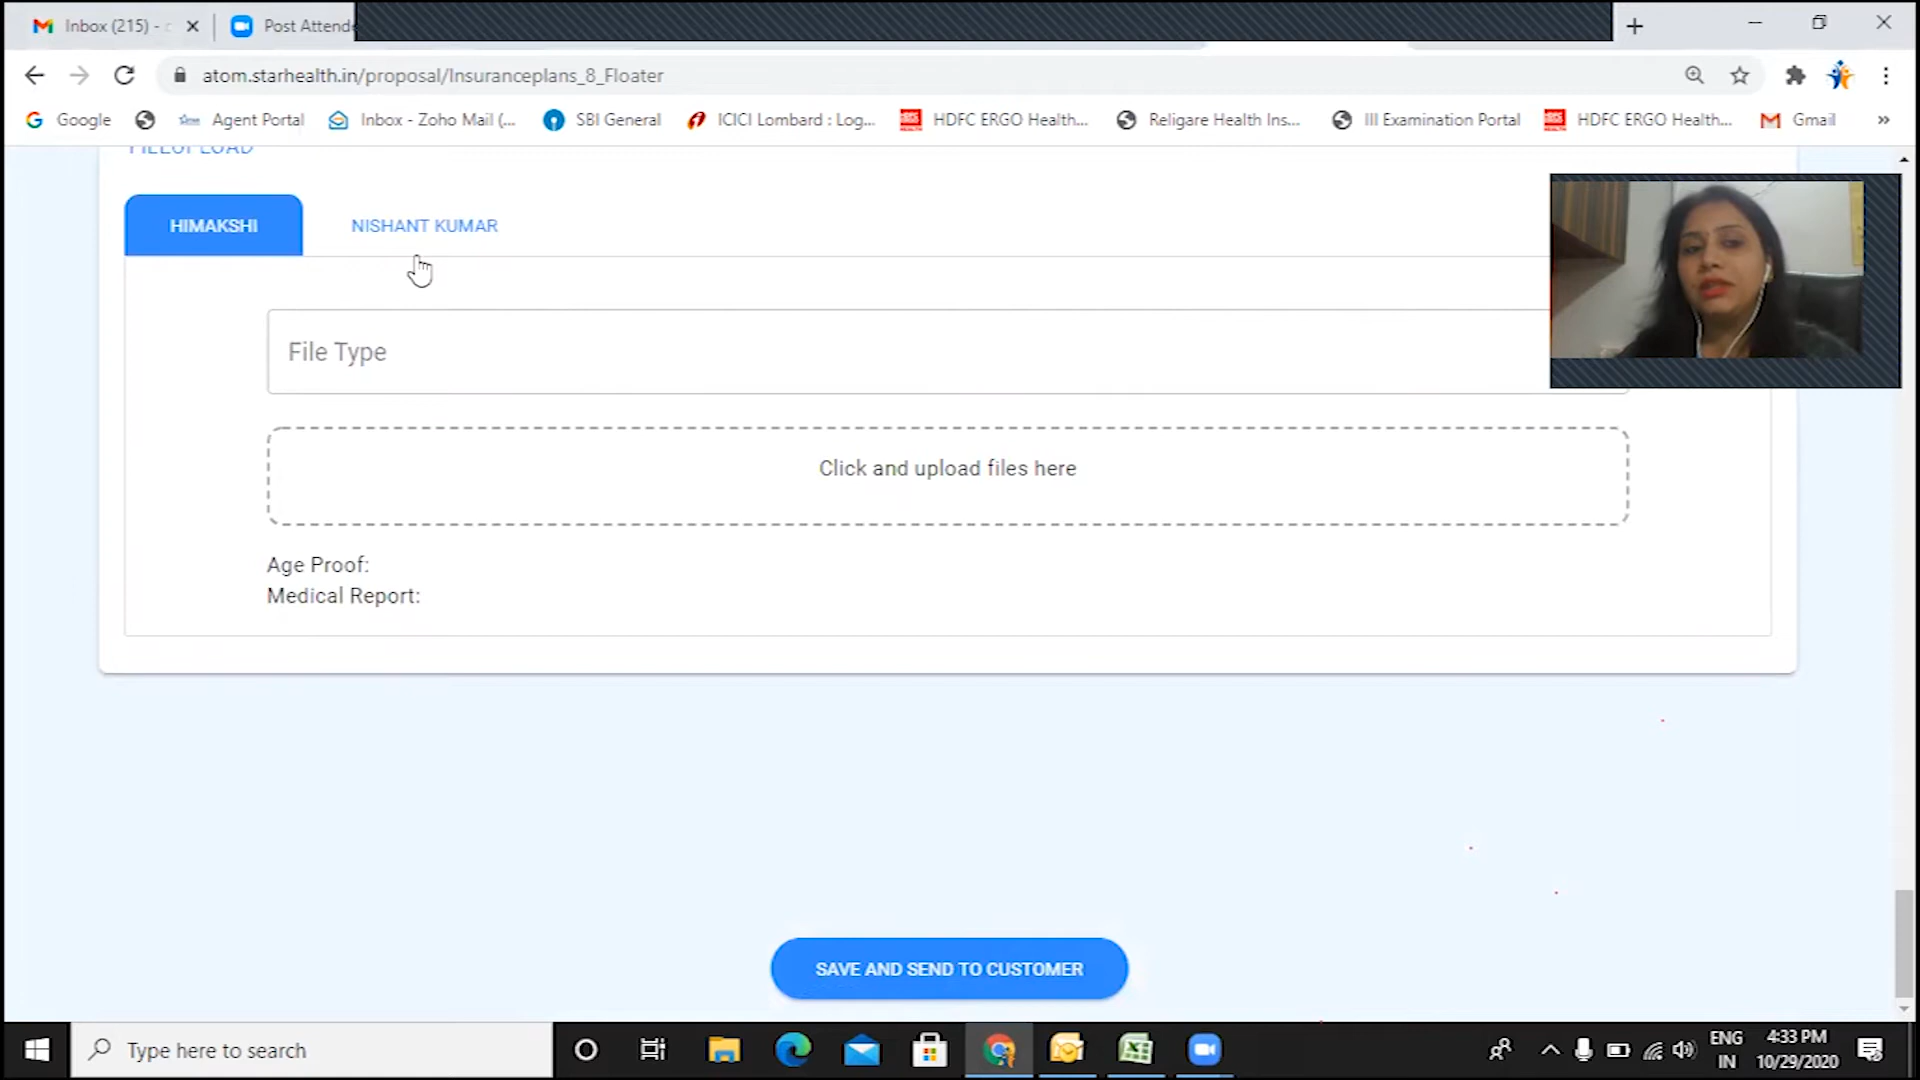 Inbox (215) -
Post Attend
atom.starhealth.in/proposal/Insuranceplans_8_Floater
Google
Agent Portal
Inbox - Zoho Mail (...
SBI General
ICICI Lombard : Log...
HDFC ERGO Health...
Religare Health Ins...
III Examination Portal
HDFC ERGO Health...
Gmail
»
FILEUPLOAD
HIMAKSHI
NISHANT KUMAR
File Type
Click and upload files here
Age Proof:
Medical Report:
SAVE AND SEND TO CUSTOMER
Type here to search
ENG
IN
4:33 PM
10/29/2020